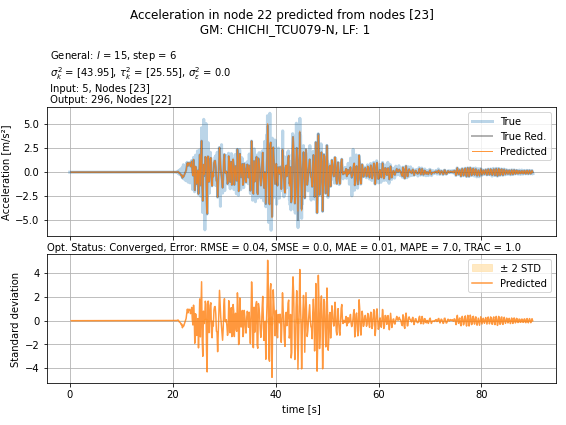 Acceleration in node 22 predicted from nodes [23]
GM: CHICHI_TCU079-N, LF: 1
General: l = 15, step = 6
σ²ₖ = [43.95], τ²ₖ = [25.55], σ²ε = 0.0
Input: 5, Nodes [23]
Output: 296, Nodes [22]
Acceleration [m/s²]
5.0
2.5
0.0
−2.5
−5.0
True
True Red.
Predicted
Opt. Status: Converged, Error: RMSE = 0.04, SMSE = 0.0, MAE = 0.01, MAPE = 7.0, TRAC = 1.0
Standard deviation
4
2
0
−2
−4
± 2 STD
Predicted
0 20 40 60 80
time [s]